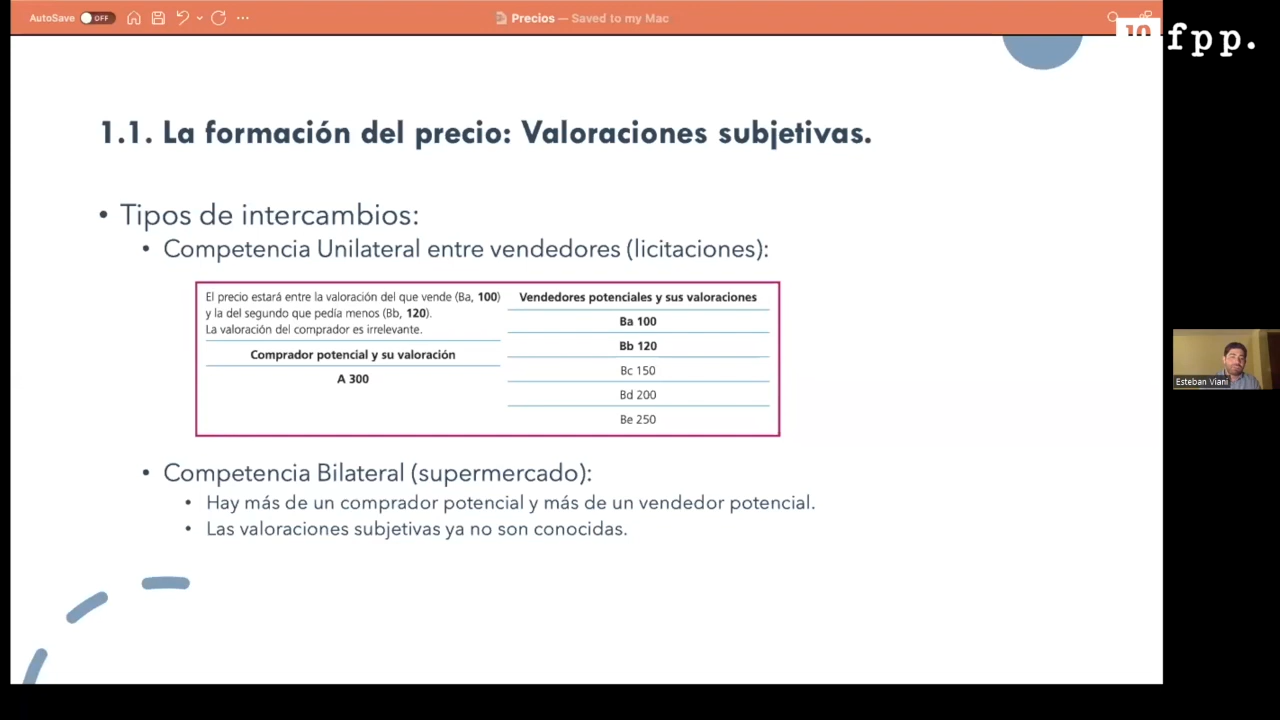 AutoSave OFF
Precios — Saved to my Mac
fpp.
1.1. La formación del precio: Valoraciones subjetivas.
• Tipos de intercambios:
• Competencia Unilateral entre vendedores (licitaciones):
El precio estará entre la valoración del que vende (Ba, 100)
y la del segundo que pedía menos (Bb, 120).
La valoración del comprador es irrelevante.
Comprador potencial y su valoración
A 300
Vendedores potenciales y sus valoraciones
Ba 100
Bb 120
Bc 150
Bd 200
Be 250
• Competencia Bilateral (supermercado):
• Hay más de un comprador potencial y más de un vendedor potencial.
• Las valoraciones subjetivas ya no son conocidas.
Esteban Viani